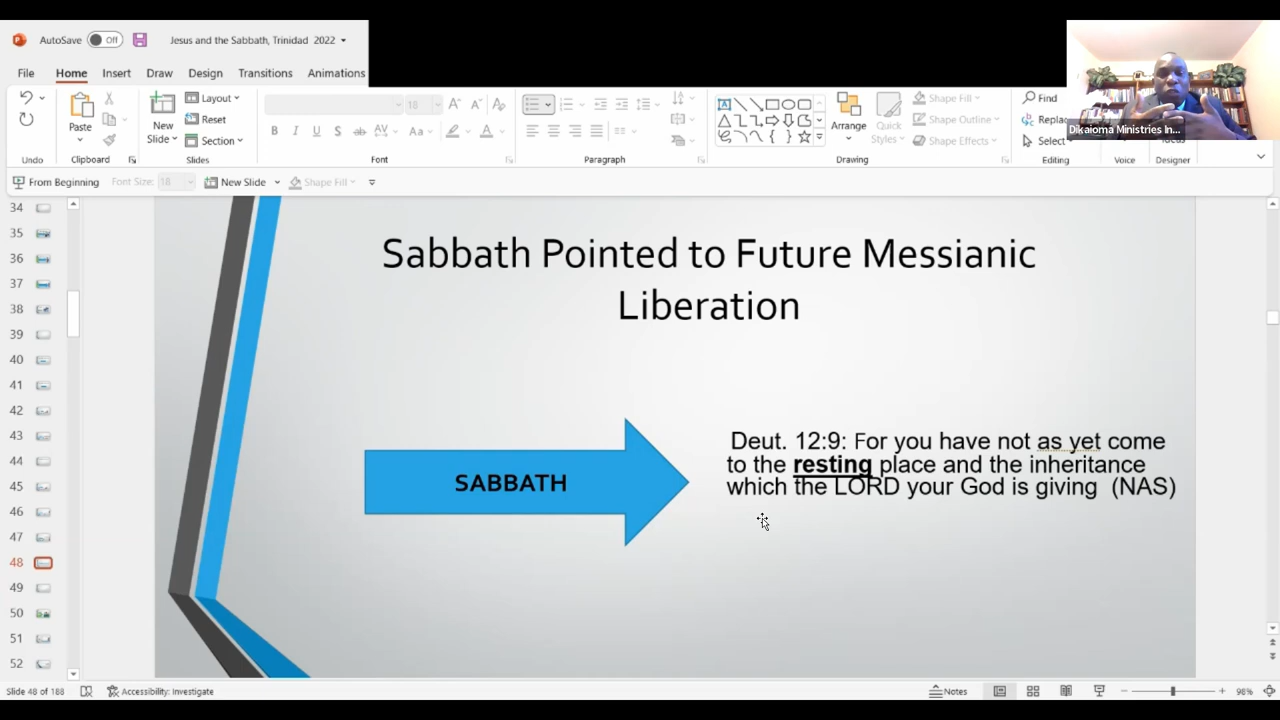 AutoSave Off Jesus and the Sabbath, Trinidad 2022
File Home Insert Draw Design Transitions Animations
Dikaioma Ministries In...
Paste
New Slide
Layout
Reset
Section
18
Arrange
Quick Styles
Shape Fill
Shape Outline
Shape Effects
Find
Select
Undo Clipboard Slides Font Paragraph Drawing Editing Voice Designer
From Beginning Font Size: 18 New Slide Shape Fill
34
35
36
37
38
39
40
41
42
43
44
45
46
47
48
49
50
51
52
Sabbath Pointed to Future Messianic
Liberation
SABBATH
Deut. 12:9: For you have not as yet come
to the resting place and the inheritance
which the LORD your God is giving (NAS)
Slide 48 of 188 Accessibility: Investigate Notes 98%